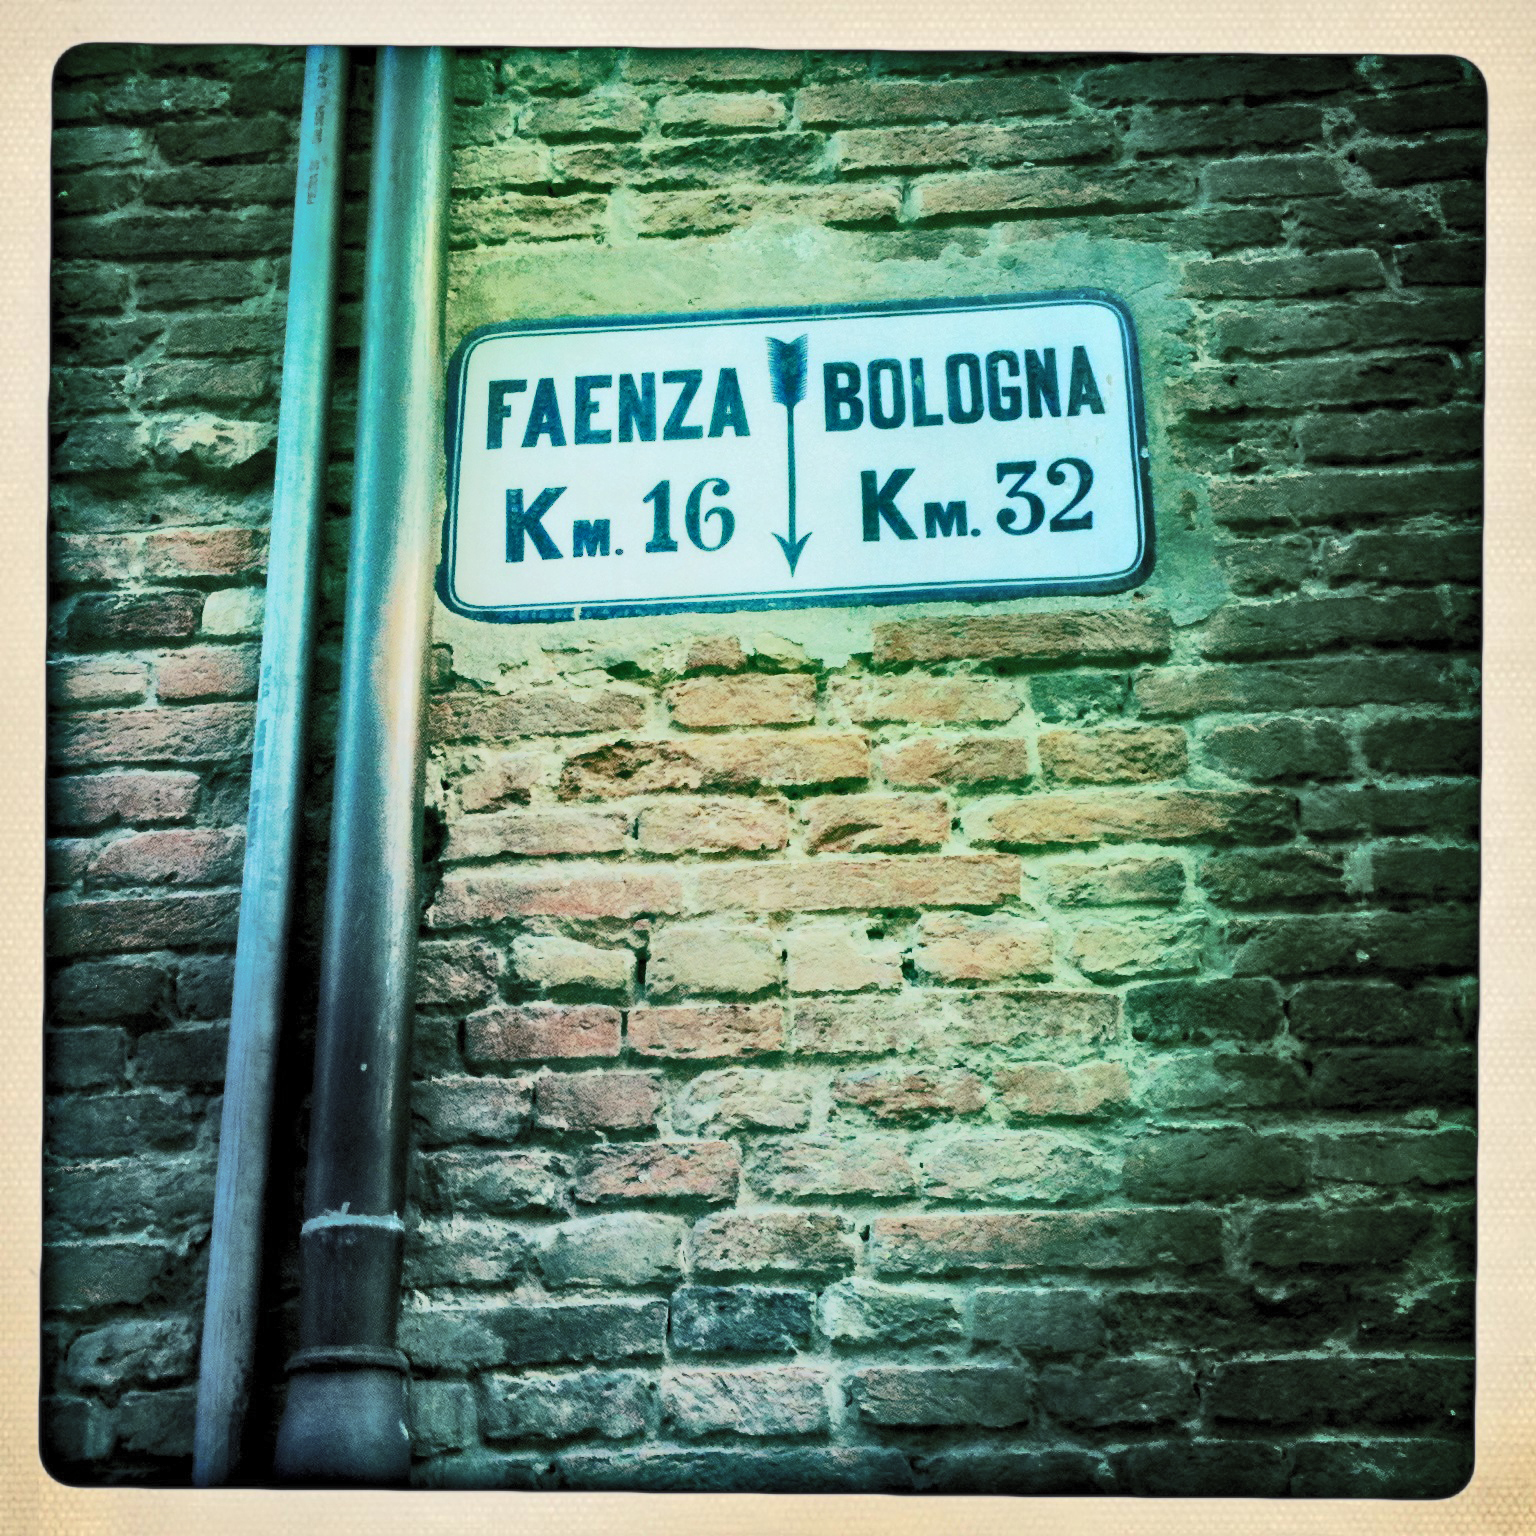 FAENZA
KM. 16
BOLOGNA
KM. 32